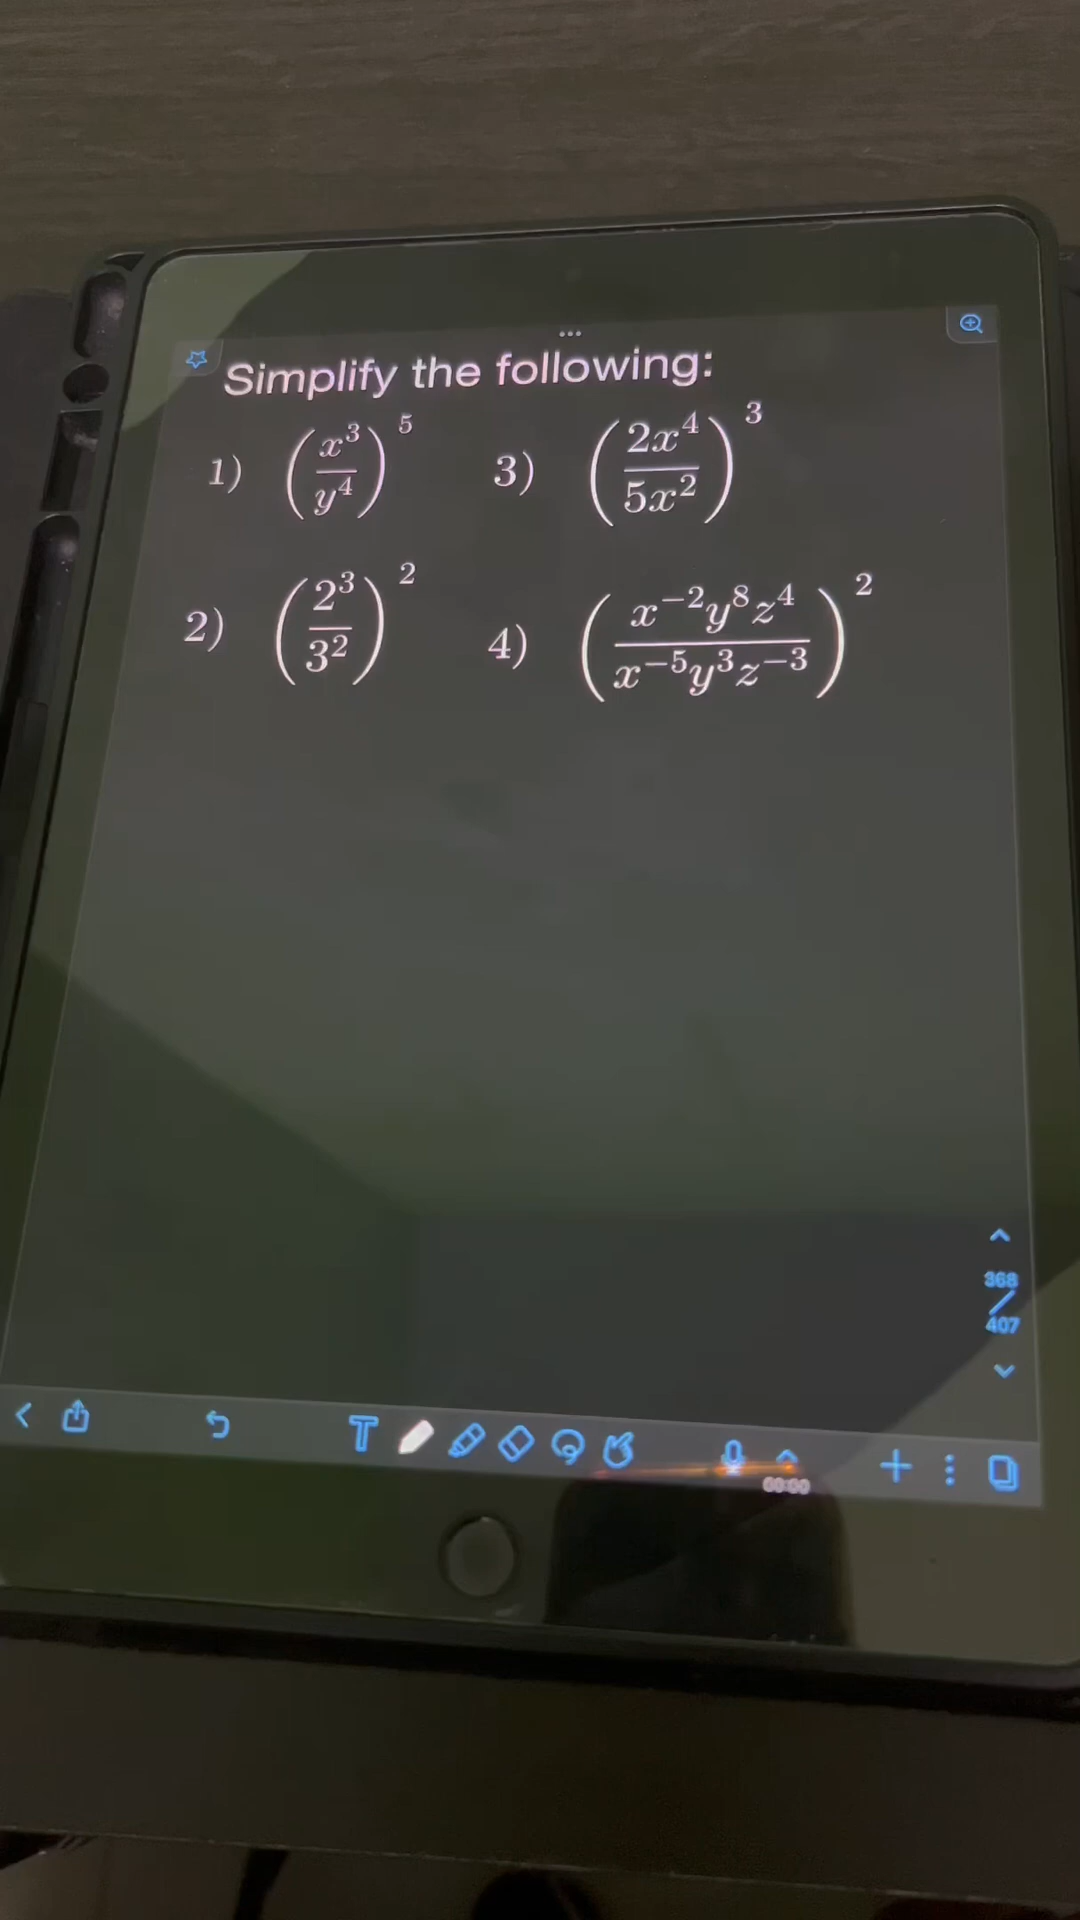 Simplify the following:
1) (x^3/y^4)^5
3) (2x^4/5x^2)^3
2) (2^3/3^2)^2
4) (x^-2y^8z^4/x^-5y^3z^-3)^2
368
/
407
T
00:00